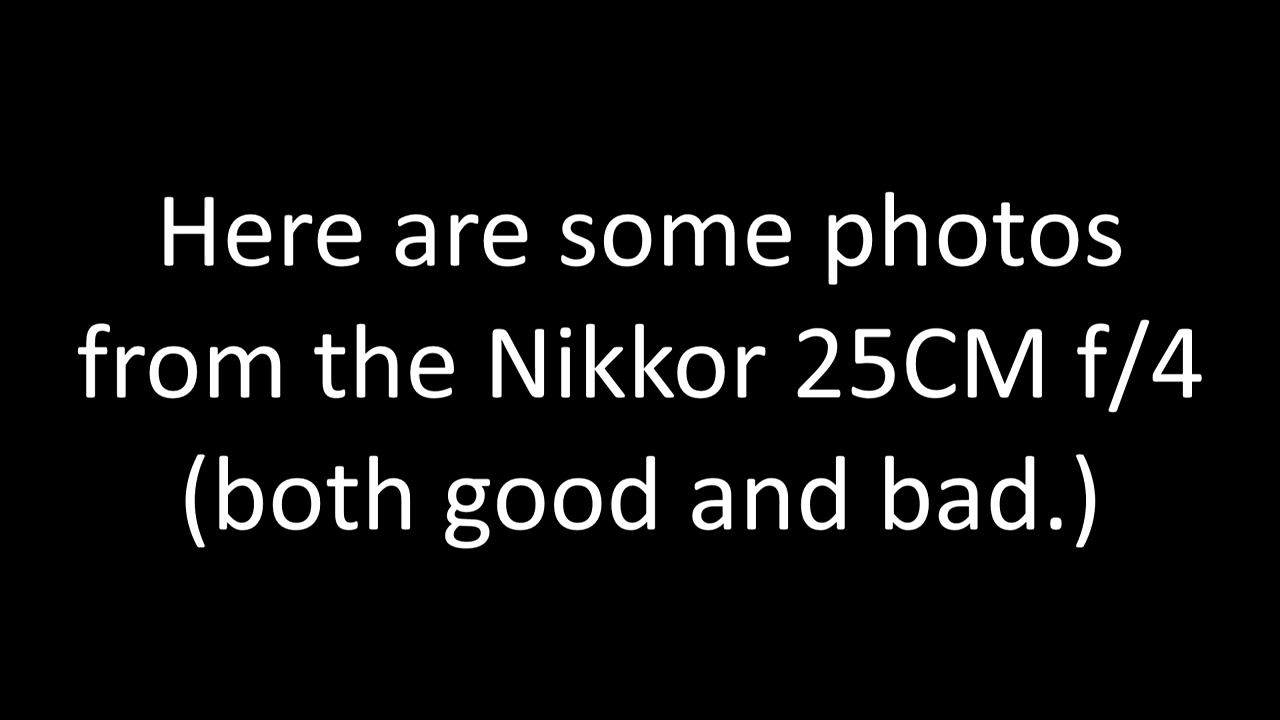 Here are some photos
from the Nikkor 25CM f/4
(both good and bad.)